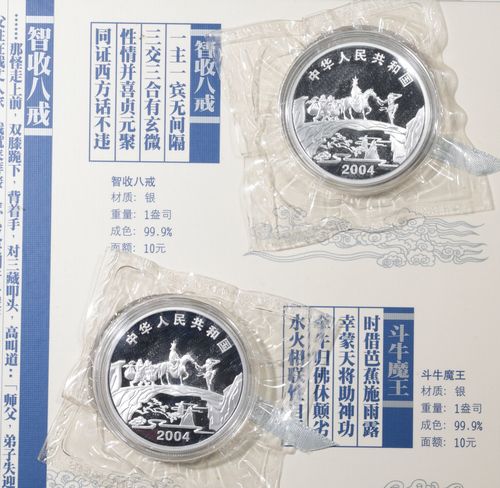 智收八戒
……那怪走上前，双膝跪下，背着手，对三藏叩头，高叫道：「师父，弟子失迎
智收八戒
一主一宾无间隔
三交三合有玄微
性情并喜贞元聚
同证西方话不违
智收八戒
材质：银
重量：1盎司
成色：99.9%
面额：10元
中华人民共和国
2004
中华人民共和国
2004
斗牛魔王
时借芭蕉施雨露
幸蒙天将助神功
牵牛归佛休颠劣
水火相联性自
斗牛魔王
材质：银
重量：1盎司
成色：99.9%
面额：10元